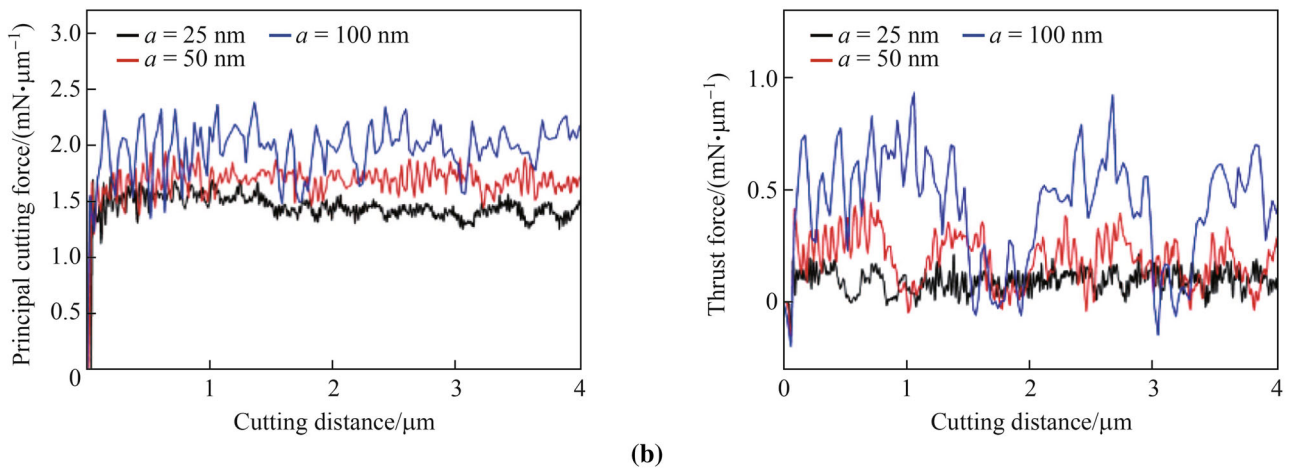 Principal cutting force/(mN•μm⁻¹)
3.0
2.5
2.0
1.5
1.0
0.5
0
a = 25 nm
a = 100 nm
a = 50 nm
1
2
3
4
Cutting distance/μm
Thrust force/(mN•μm⁻¹)
1.0
0.5
0
a = 25 nm
a = 100 nm
a = 50 nm
0
1
2
3
4
Cutting distance/μm
(b)